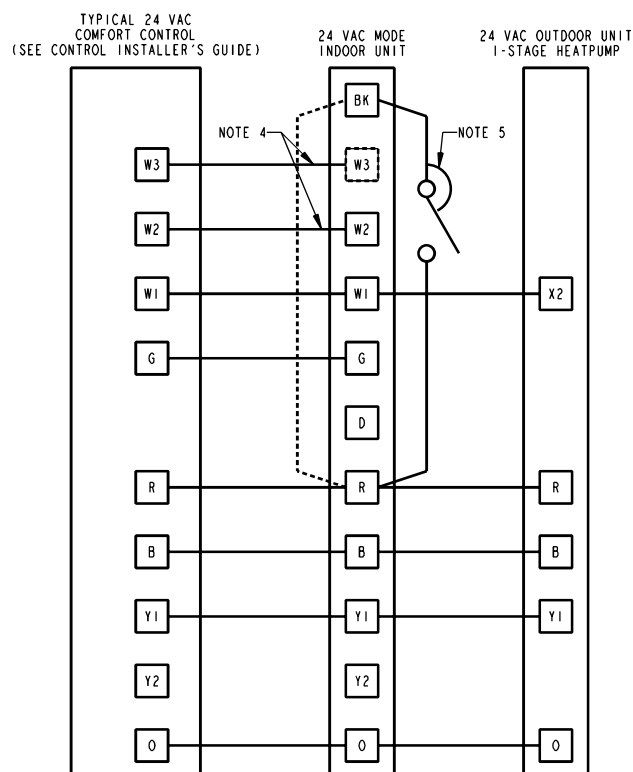 TYPICAL 24 VAC
COMFORT CONTROL
(SEE CONTROL INSTALLER'S GUIDE)
24 VAC MODE
INDOOR UNIT
24 VAC OUTDOOR UNIT
1-STAGE HEATPUMP
BK
NOTE 4
NOTE 5
W3 W3
W2 W2
W1 W1 X2
G G
D
R R R
B B B
Y1 Y1 Y1
Y2 Y2
O O O